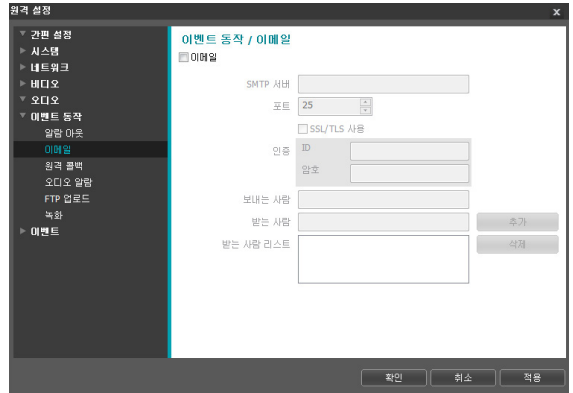 원격 설정
x
간편 설정
시스템
네트워크
비디오
오디오
이벤트 동작
알람 아웃
이메일
원격 콜백
오디오 알람
FTP 업로드
녹화
이벤트
이벤트 동작 / 이메일
이메일
SMTP 서버
포트 25
SSL/TLS 사용
인증 ID
암호
보내는 사람
받는 사람 추가
받는 사람 리스트 삭제
확인 취소 적용